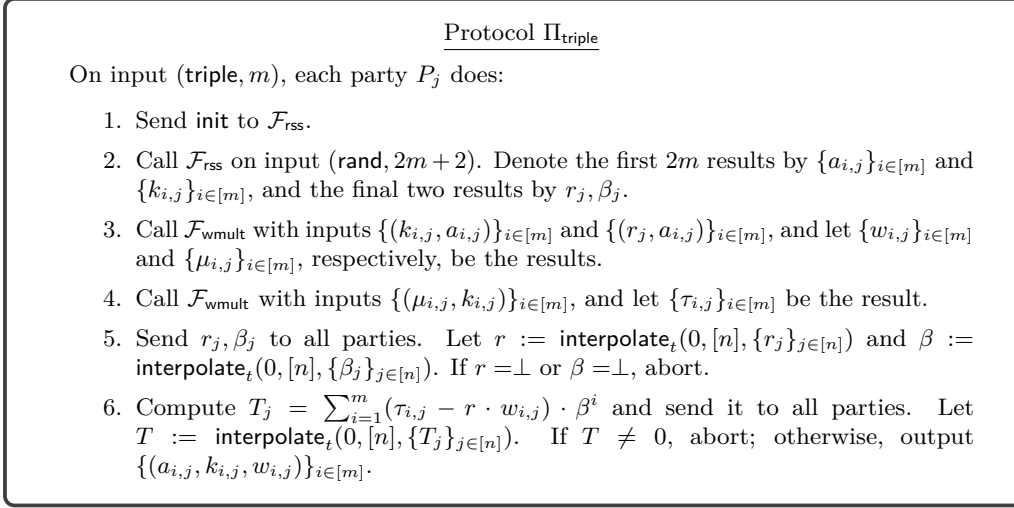 Protocol Π_triple
On input (triple, m), each party P_j does:
1. Send init to F_rss.
2. Call F_rss on input (rand, 2m + 2). Denote the first 2m results by {a_{i,j}}_{i∈[m]} and
{k_{i,j}}_{i∈[m]}, and the final two results by r_j, β_j.
3. Call F_wmult with inputs {(k_{i,j}, a_{i,j})}_{i∈[m]} and {(r_j, a_{i,j})}_{i∈[m]}, and let {w_{i,j}}_{i∈[m]}
and {μ_{i,j}}_{i∈[m]}, respectively, be the results.
4. Call F_wmult with inputs {(μ_{i,j}, k_{i,j})}_{i∈[m]}, and let {τ_{i,j}}_{i∈[m]} be the result.
5. Send r_j, β_j to all parties. Let r := interpolate_t(0, [n], {r_j}_{j∈[n]}) and β :=
interpolate_t(0, [n], {β_j}_{j∈[n]}). If r =⊥ or β =⊥, abort.
6. Compute T_j = ∑_{i=1}^m (τ_{i,j} − r · w_{i,j}) · β^i and send it to all parties. Let
T := interpolate_t(0, [n], {T_j}_{j∈[n]}). If T ≠ 0, abort; otherwise, output
{(a_{i,j}, k_{i,j}, w_{i,j})}_{i∈[m]}.